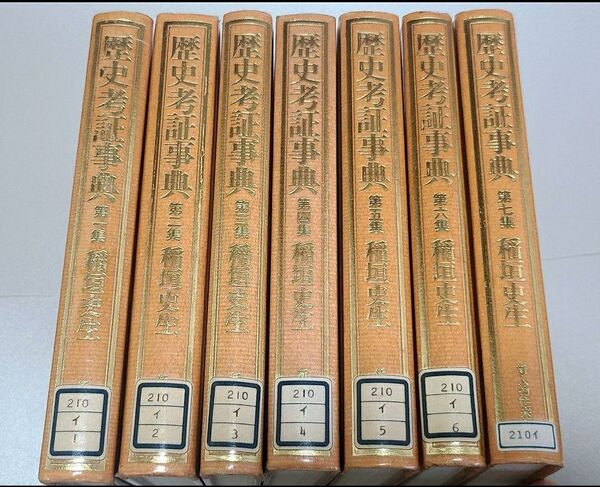 歴史考証事典 第一集 稲垣史生
210
イ
1
歴史考証事典 第二集 稲垣史生
210
イ
2
歴史考証事典 第三集 稲垣史生
210
イ
3
歴史考証事典 第四集 稲垣史生
210
イ
4
歴史考証事典 第五集 稲垣史生
210
イ
5
歴史考証事典 第六集 稲垣史生
210
イ
6
歴史考証事典 第七集 稲垣史生
210イ